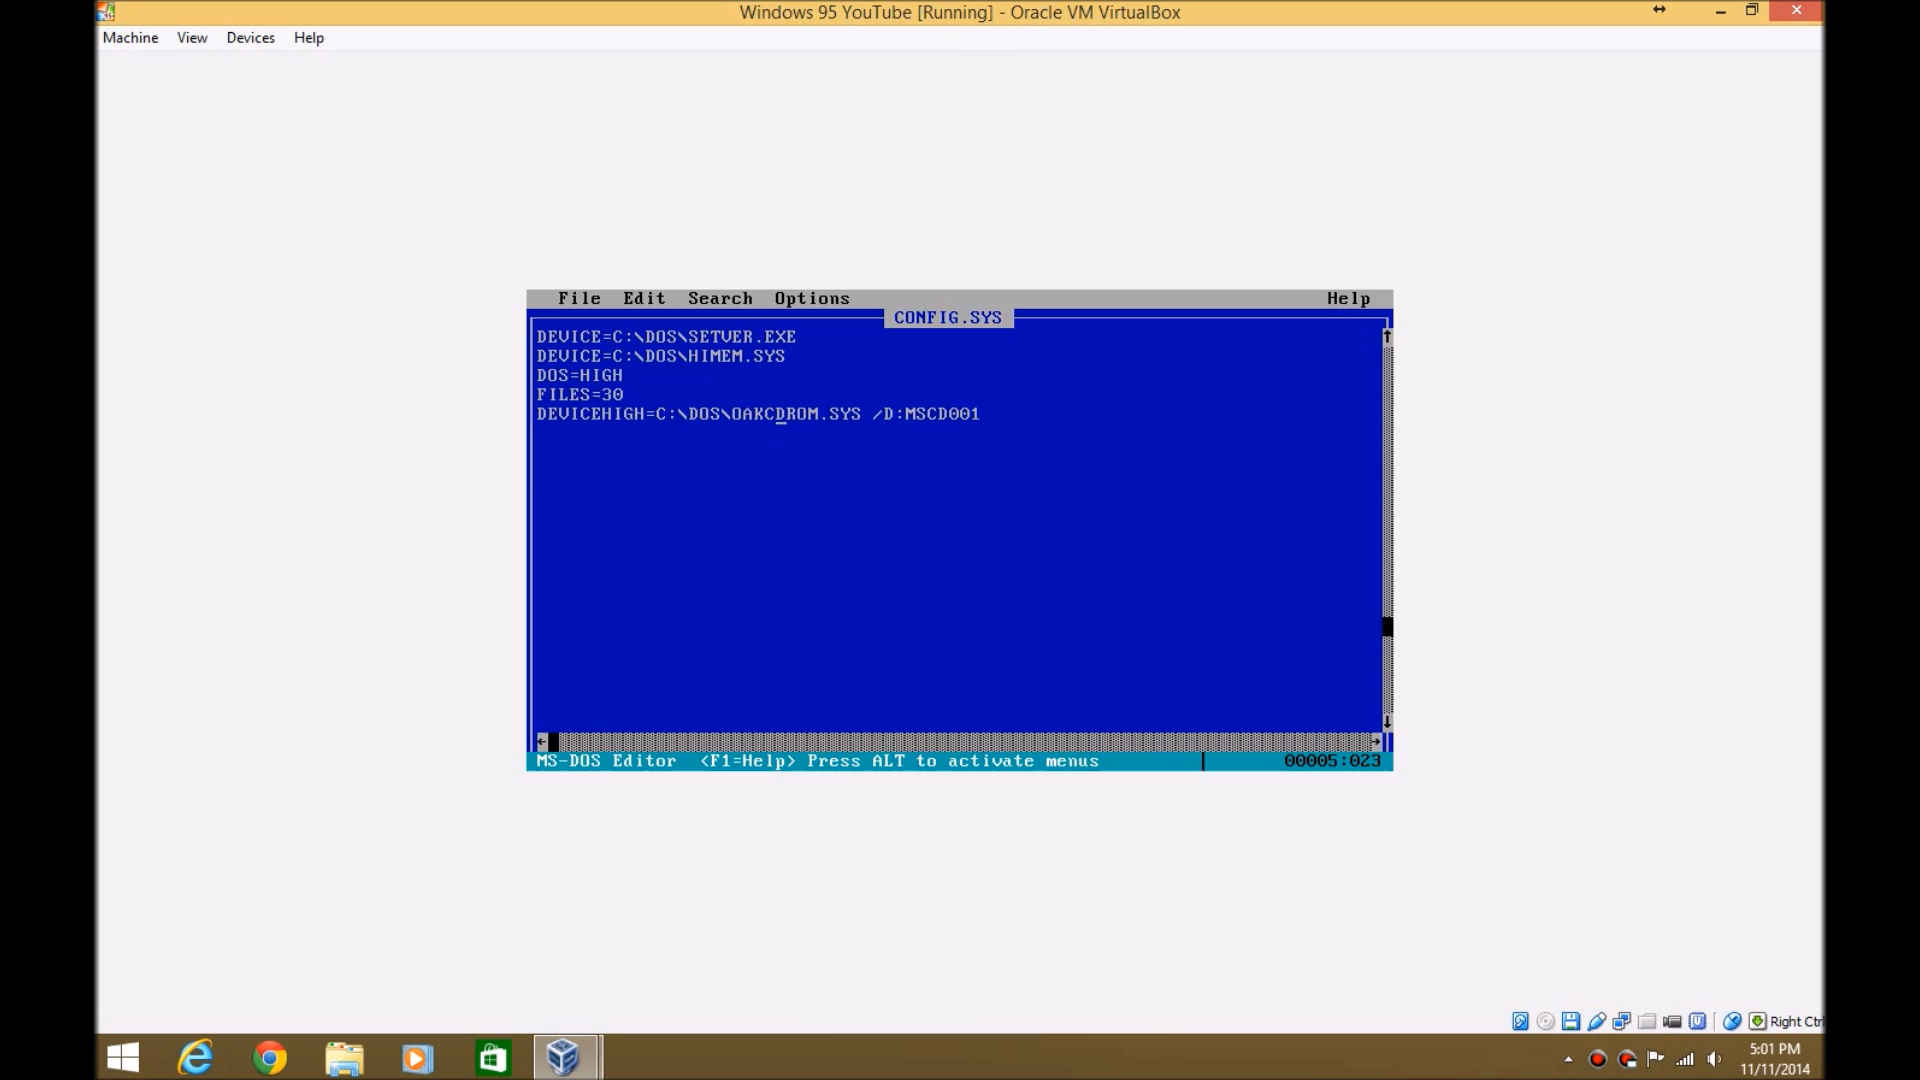 Windows 95 YouTube [Running] - Oracle VM VirtualBox
Machine View Devices Help
File Edit Search Options Help
CONFIG.SYS
DEVICE=C:\DOS\SETVER.EXE
DEVICE=C:\DOS\HIMEM.SYS
DOS=HIGH
FILES=30
DEVICEHIGH=C:\DOS\OAKCDROM.SYS /D:MSCD001
MS-DOS Editor <F1=Help> Press ALT to activate menus 00005:023
Right Ctrl
5:01 PM
11/11/2014